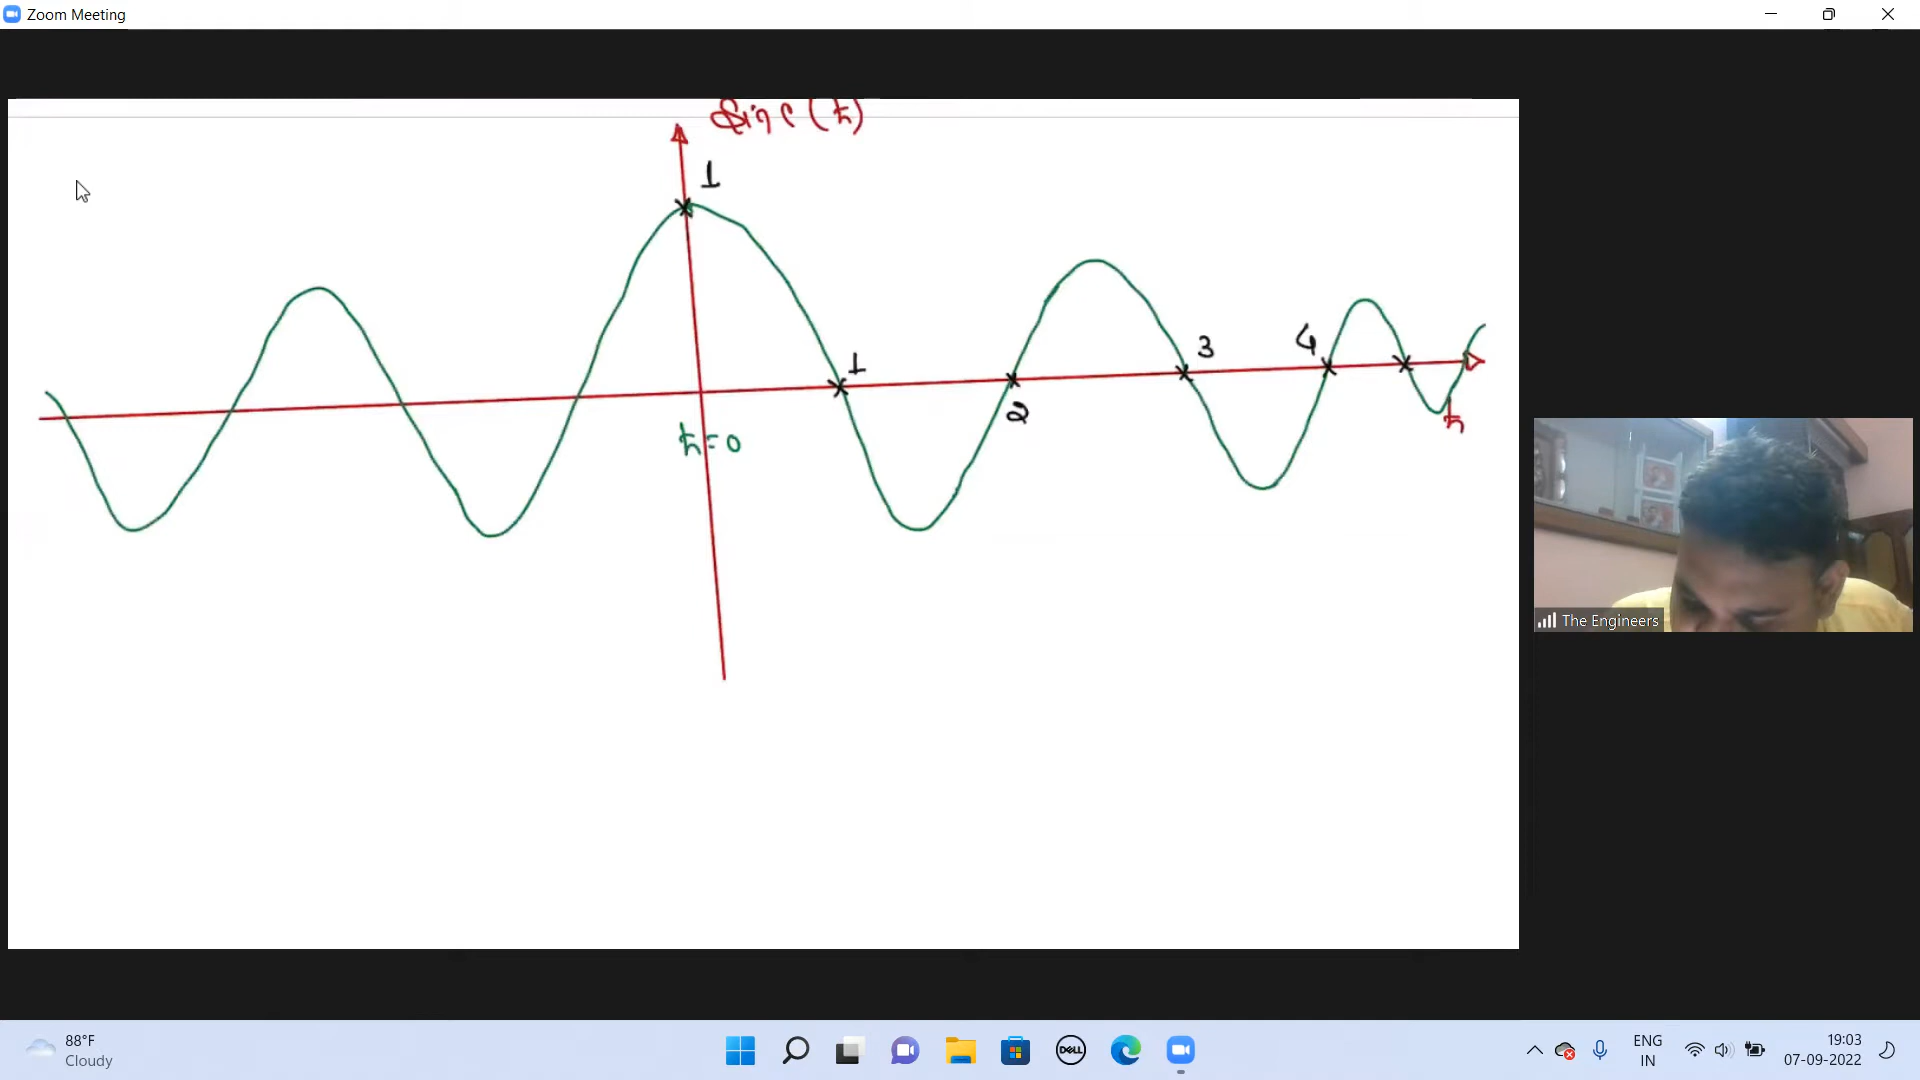 Zoom Meeting
Sinc (t)
1
1
2
3
4
t=0
t
The Engineers
88°F
Cloudy
DELL
ENG
IN
19:03
07-09-2022